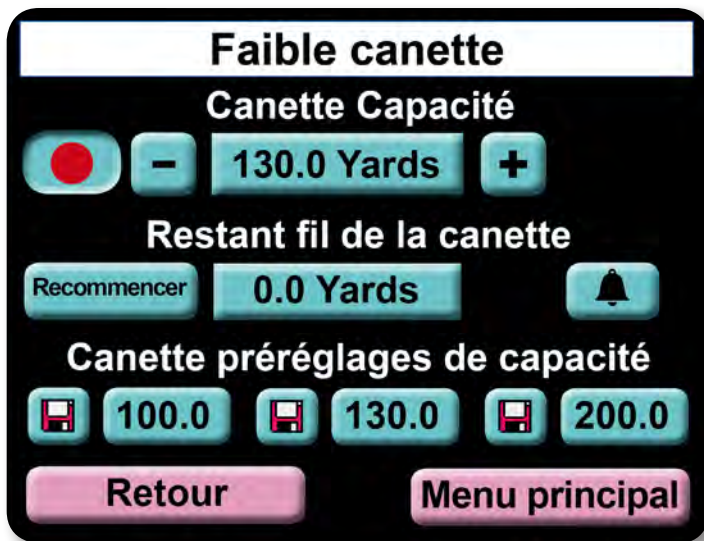 Faible canette
Canette Capacité
- 130.0 Yards +
Restant fil de la canette
Recommencer 0.0 Yards
Canette préréglages de capacité
100.0 130.0 200.0
Retour Menu principal